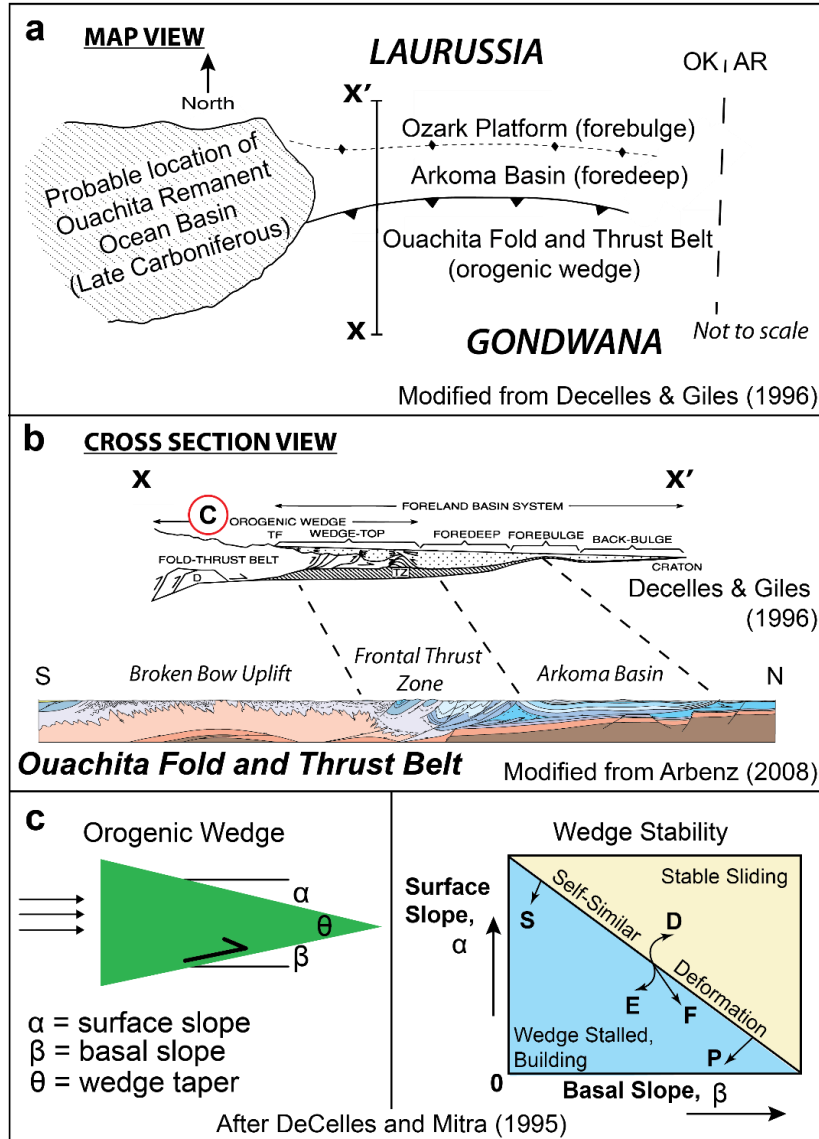 a MAP VIEW
North
LAURUSSIA
X'
OK AR
Probable location of
Ouachita Remanant
Ocean Basin
(Late Carboniferous)
Ozark Platform (forebulge)
Arkoma Basin (foredeep)
Ouachita Fold and Thrust Belt
(orogenic wedge)
X
GONDWANA
Not to scale
Modified from Decelles & Giles (1996)
b CROSS SECTION VIEW
X X'
C
FORELAND BASIN SYSTEM
OROGENIC WEDGE
TF WEDGE-TOP FOREDEEP FOREBULGE BACK-BULGE
FOLD-THRUST BELT
D
TZ
CRATON
Decelles & Giles
(1996)
S Broken Bow Uplift Frontal Thrust Zone Arkoma Basin N
Ouachita Fold and Thrust Belt
Modified from Arbenz (2008)
c Orogenic Wedge
α
θ
β
α = surface slope
β = basal slope
θ = wedge taper
Wedge Stability
Surface
Slope,
α
Stable Sliding
Self-Similar
Deformation
S
D
E
F
P
Wedge Stalled,
Building
0
Basal Slope, β
After DeCelles and Mitra (1995)